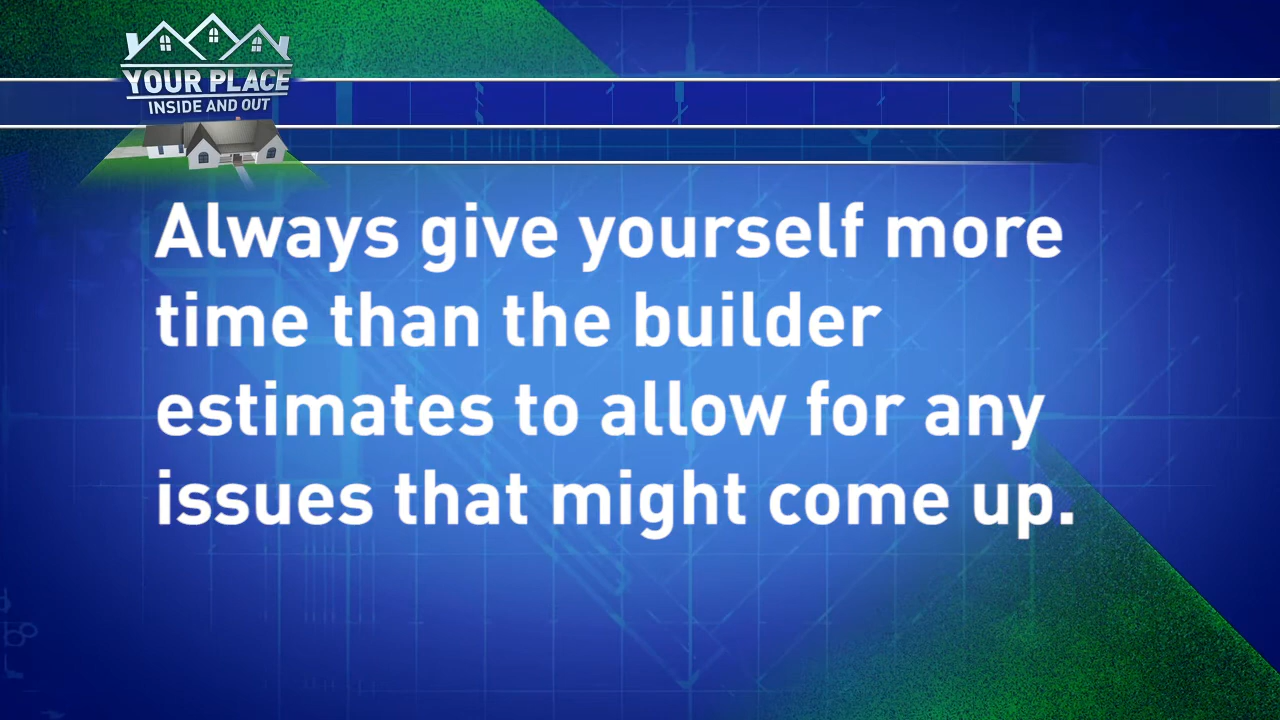 YOUR PLACE
INSIDE AND OUT
Always give yourself more
time than the builder
estimates to allow for any
issues that might come up.